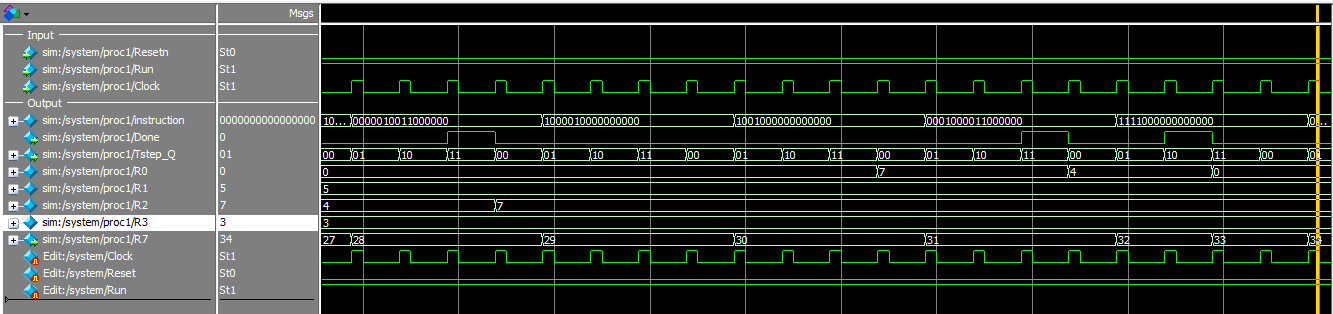 Msgs
Input
sim:/system/proc1/Resetn St0
sim:/system/proc1/Run St1
sim:/system/proc1/Clock St1
Output
sim:/system/proc1/instruction 0000000000000000 10... 0000010011000000 1000010000000000 1001000000000000 0001000011000000 1111000000000000 0...
sim:/system/proc1/Done 0
sim:/system/proc1/Tstep_Q 01 00 01 10 11 00 01 10 11 00 01 10 11 00 01 10 11 00 01 10 11 00 01
sim:/system/proc1/R0 0 0 7 4 0
sim:/system/proc1/R1 5 5
sim:/system/proc1/R2 7 4 7
sim:/system/proc1/R3 3 3
sim:/system/proc1/R7 34 27 28 29 30 31 32 33 34
Edit:/system/Clock St1
Edit:/system/Reset St0
Edit:/system/Run St1